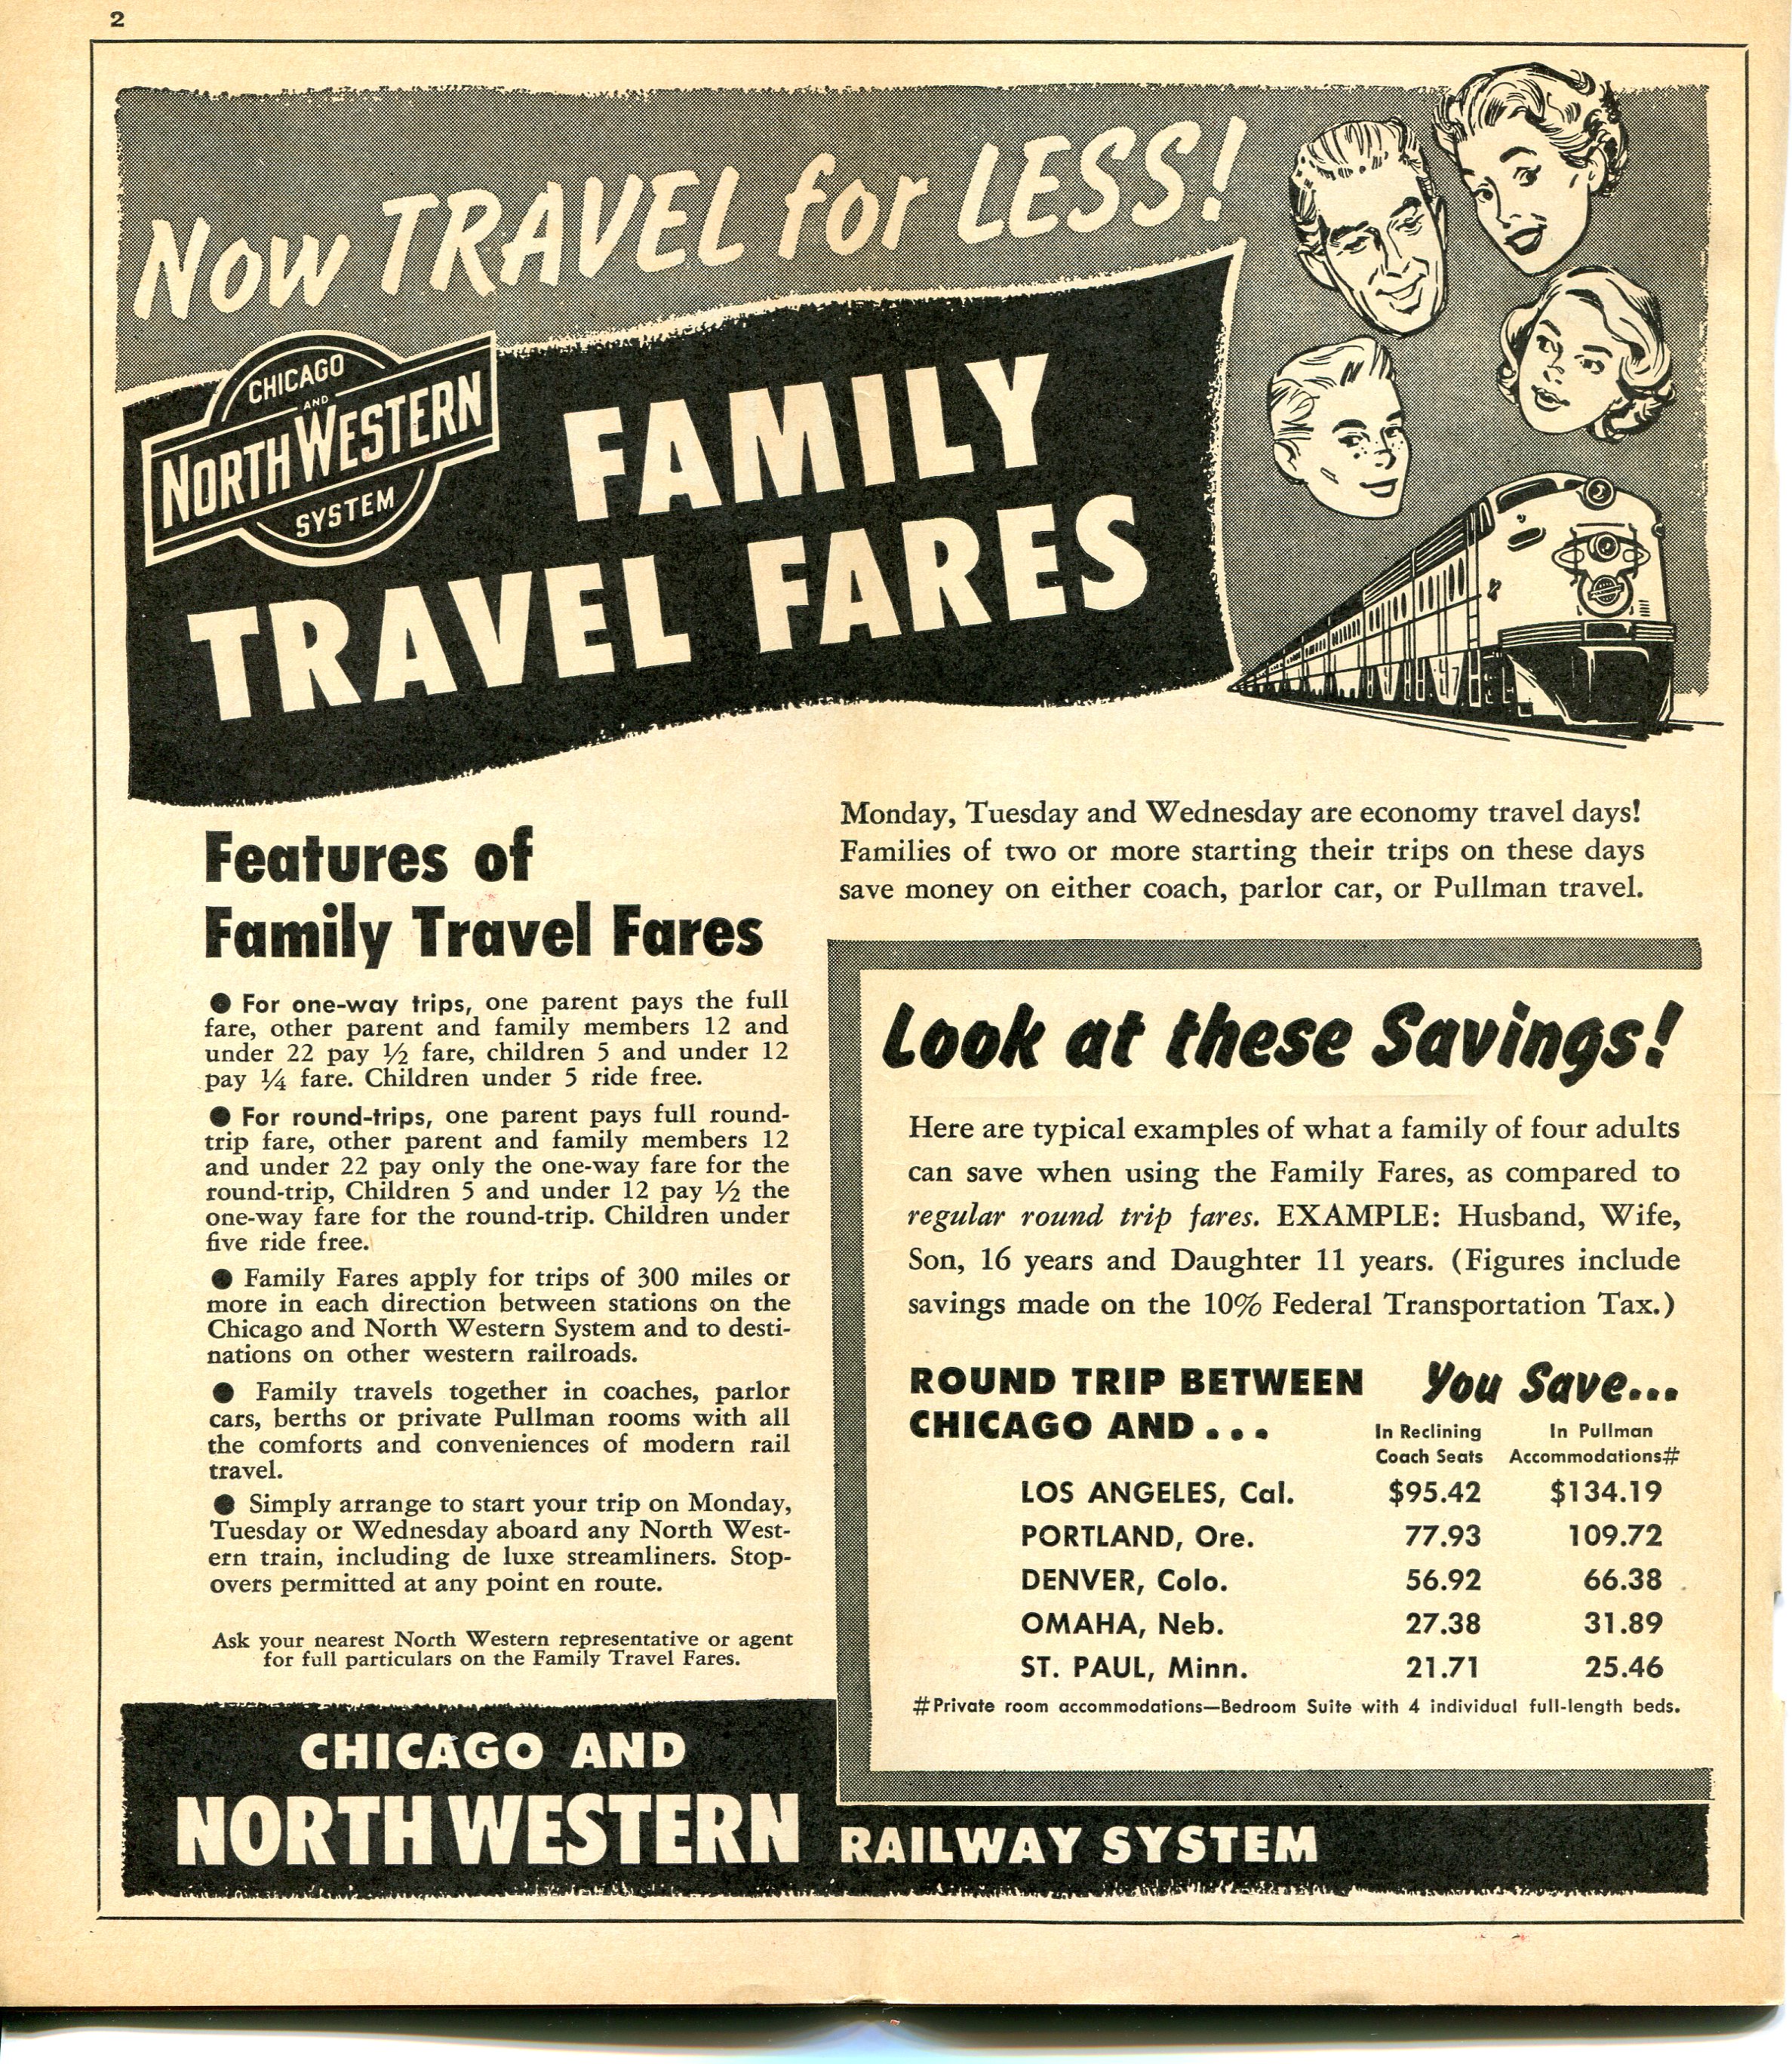 2
Now TRAVEL for LESS!
CHICAGO
AND
NORTH WESTERN
SYSTEM
FAMILY
TRAVEL FARES
Monday, Tuesday and Wednesday are economy travel days!
Families of two or more starting their trips on these days
save money on either coach, parlor car, or Pullman travel.
Features of
Family Travel Fares
● For one-way trips, one parent pays the full
fare, other parent and family members 12 and
under 22 pay ½ fare, children 5 and under 12
pay ¼ fare. Children under 5 ride free.
● For round-trips, one parent pays full round-
trip fare, other parent and family members 12
and under 22 pay only the one-way fare for the
round-trip, Children 5 and under 12 pay ½ the
one-way fare for the round-trip. Children under
five ride free.
● Family Fares apply for trips of 300 miles or
more in each direction between stations on the
Chicago and North Western System and to desti-
nations on other western railroads.
● Family travels together in coaches, parlor
cars, berths or private Pullman rooms with all
the comforts and conveniences of modern rail
travel.
● Simply arrange to start your trip on Monday,
Tuesday or Wednesday aboard any North West-
ern train, including de luxe streamliners. Stop-
overs permitted at any point en route.
Ask your nearest North Western representative or agent
for full particulars on the Family Travel Fares.
Look at these Savings!
Here are typical examples of what a family of four adults
can save when using the Family Fares, as compared to
regular round trip fares. EXAMPLE: Husband, Wife,
Son, 16 years and Daughter 11 years. (Figures include
savings made on the 10% Federal Transportation Tax.)
ROUND TRIP BETWEEN You Save...
CHICAGO AND . . .
In Reclining In Pullman
Coach Seats Accommodations#
LOS ANGELES, Cal. $95.42 $134.19
PORTLAND, Ore. 77.93 109.72
DENVER, Colo. 56.92 66.38
OMAHA, Neb. 27.38 31.89
ST. PAUL, Minn. 21.71 25.46
#Private room accommodations—Bedroom Suite with 4 individual full-length beds.
CHICAGO AND
NORTH WESTERN RAILWAY SYSTEM